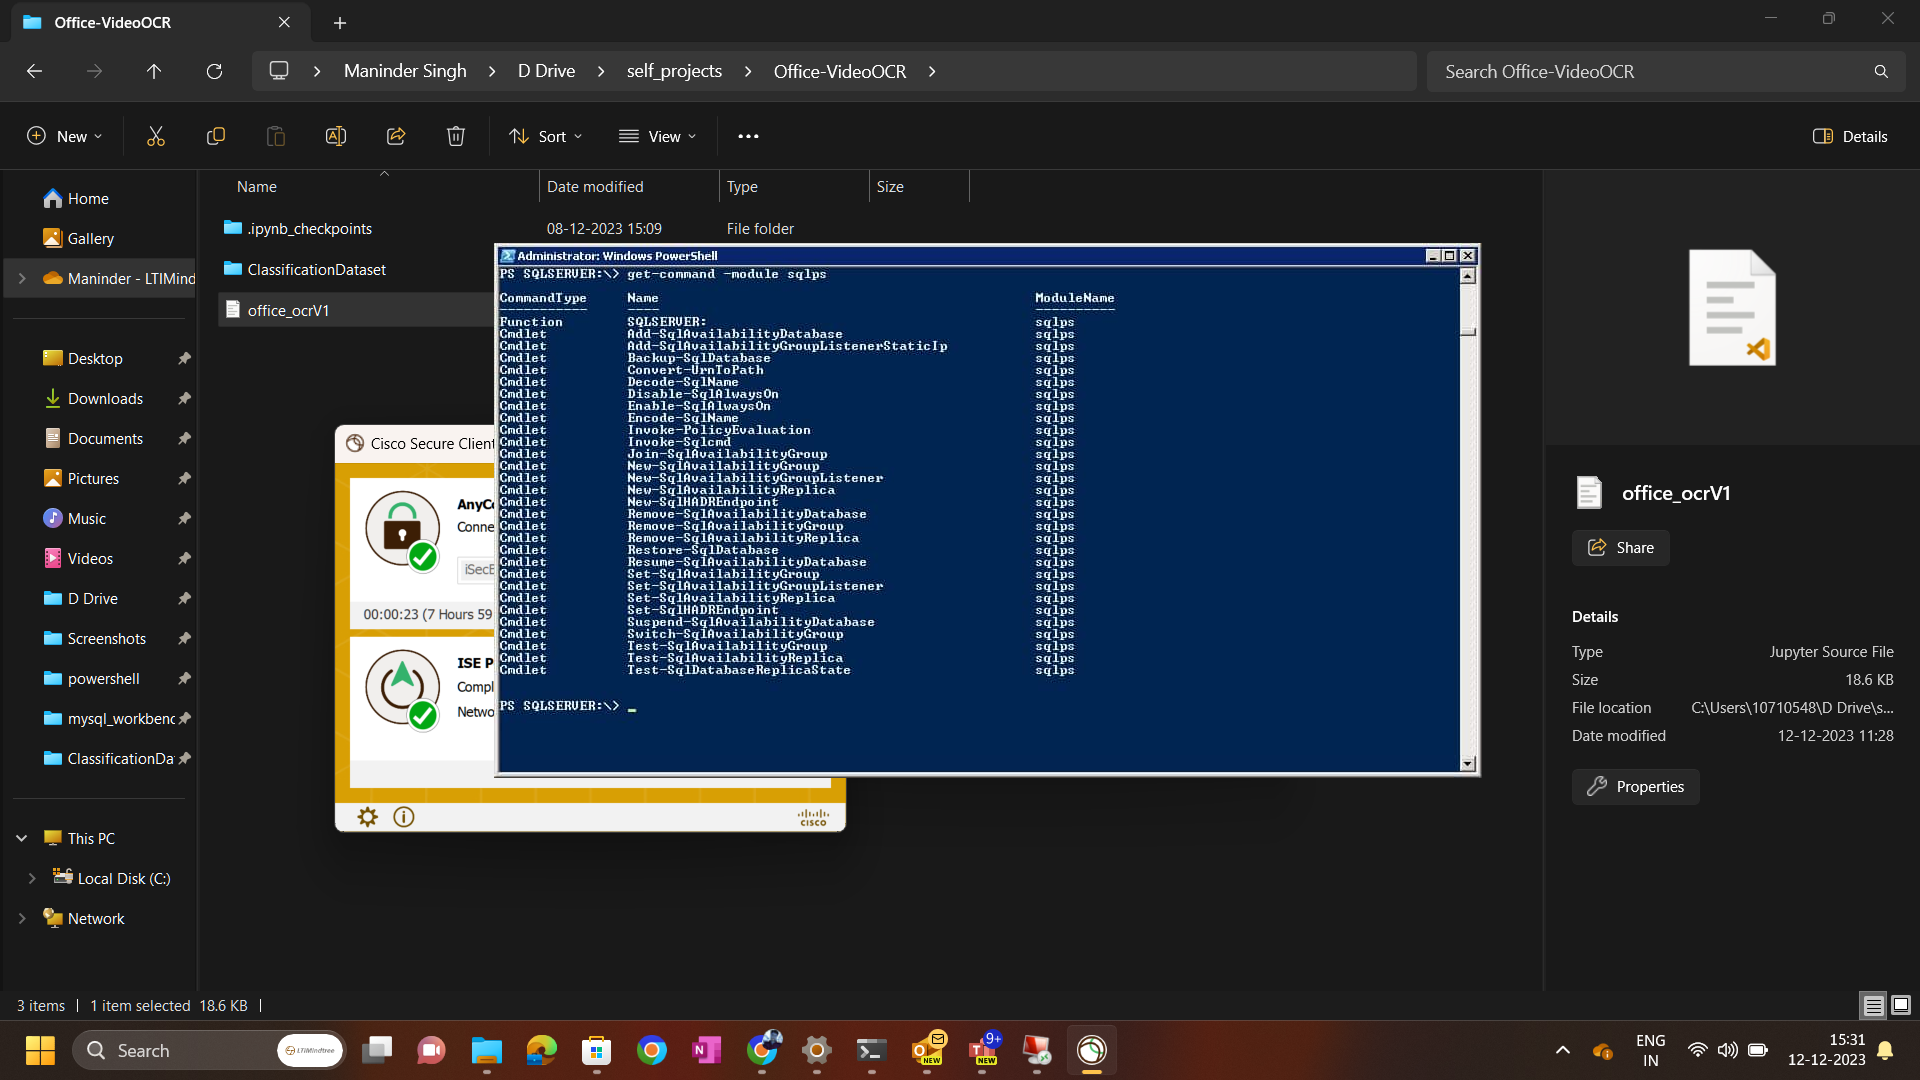 Office-VideoOCR
Maninder Singh
D Drive
self_projects
Office-VideoOCR
Search Office-VideoOCR
New
Sort
View
Details
Home
Gallery
Maninder - LTIMind
Desktop
Downloads
Documents
Pictures
Music
Videos
D Drive
Screenshots
powershell
mysql_workbenc
ClassificationDa
This PC
Local Disk (C:)
Network
Name Date modified Type Size
.ipynb_checkpoints 08-12-2023 15:09 File folder
ClassificationDataset
office_ocrV1
Cisco Secure Client
AnyCo
Conne
iSecE
00:00:23 (7 Hours 59
ISE P
Compl
Netwo
CISCO
Administrator: Windows PowerShell
PS SQLSERVER:\> get-command -module sqlps
CommandType Name ModuleName
----------- ---- ----------
Function SQLSERVER: sqlps
Cmdlet Add-SqlAvailabilityDatabase sqlps
Cmdlet Add-SqlAvailabilityGroupListenerStaticIp sqlps
Cmdlet Backup-SqlDatabase sqlps
Cmdlet Convert-UrnToPath sqlps
Cmdlet Decode-SqlName sqlps
Cmdlet Disable-SqlAlwaysOn sqlps
Cmdlet Enable-SqlAlwaysOn sqlps
Cmdlet Encode-SqlName sqlps
Cmdlet Invoke-PolicyEvaluation sqlps
Cmdlet Invoke-Sqlcmd sqlps
Cmdlet Join-SqlAvailabilityGroup sqlps
Cmdlet New-SqlAvailabilityGroup sqlps
Cmdlet New-SqlAvailabilityGroupListener sqlps
Cmdlet New-SqlAvailabilityReplica sqlps
Cmdlet New-SqlHADREndpoint sqlps
Cmdlet Remove-SqlAvailabilityDatabase sqlps
Cmdlet Remove-SqlAvailabilityGroup sqlps
Cmdlet Remove-SqlAvailabilityReplica sqlps
Cmdlet Restore-SqlDatabase sqlps
Cmdlet Resume-SqlAvailabilityDatabase sqlps
Cmdlet Set-SqlAvailabilityGroup sqlps
Cmdlet Set-SqlAvailabilityGroupListener sqlps
Cmdlet Set-SqlAvailabilityReplica sqlps
Cmdlet Set-SqlHADREndpoint sqlps
Cmdlet Suspend-SqlAvailabilityDatabase sqlps
Cmdlet Switch-SqlAvailabilityGroup sqlps
Cmdlet Test-SqlAvailabilityGroup sqlps
Cmdlet Test-SqlAvailabilityReplica sqlps
Cmdlet Test-SqlDatabaseReplicaState sqlps
PS SQLSERVER:\> _
office_ocrV1
Share
Details
Type Jupyter Source File
Size 18.6 KB
File location C:\Users\10710548\D Drive\s...
Date modified 12-12-2023 11:28
Properties
3 items 1 item selected 18.6 KB
Search
LTIMindtree
NEW
9+
NEW
ENG
IN
15:31
12-12-2023